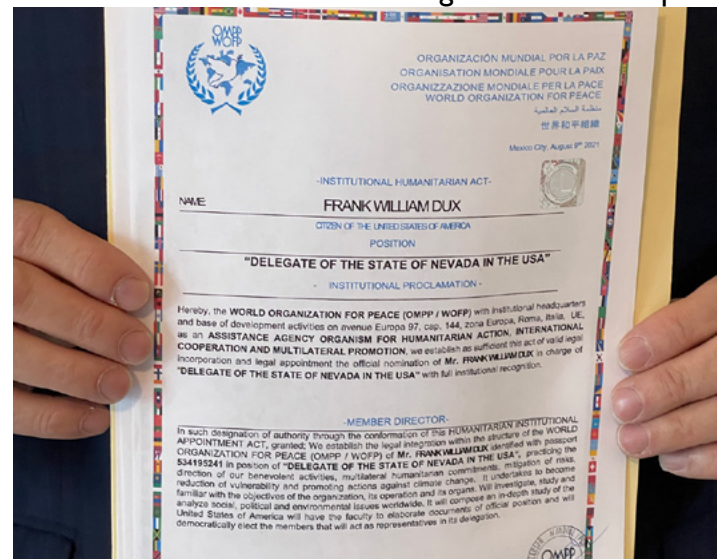 OMPP
WOFP
ORGANIZACIÓN MUNDIAL POR LA PAZ
ORGANISATION MONDIALE POUR LA PAIX
ORGANIZZAZIONE MONDIALE PER LA PACE
WORLD ORGANIZATION FOR PEACE
منظمة السلام العالمية
世界和平組織
Mexico City, August 9th 2021
-INSTITUTIONAL HUMANITARIAN ACT-
NAME: FRANK WILLIAM DUX
CITIZEN OF THE UNITED STATES OF AMERICA
POSITION
"DELEGATE OF THE STATE OF NEVADA IN THE USA"
- INSTITUTIONAL PROCLAMATION -
Hereby, the WORLD ORGANIZATION FOR PEACE (OMPP / WOFP) with institutional headquarters
and base of development activities on avenue Europa 97, cap. 144, zona Europa, Roma, Italia, UE,
as an ASSISTANCE AGENCY ORGANISM FOR HUMANITARIAN ACTION, INTERNATIONAL
COOPERATION AND MULTILATERAL PROMOTION, we establish as sufficient this act of valid legal
incorporation and legal appointment the official nomination of Mr. FRANK WILLIAM DUX in charge of
"DELEGATE OF THE STATE OF NEVADA IN THE USA" with full institutional recognition.
-MEMBER DIRECTOR-
In such designation of authority through the conformation of this HUMANITARIAN INSTITUTIONAL
APPOINTMENT ACT, granted; We establish the legal integration within the structure of the WORLD
ORGANIZATION FOR PEACE (OMPP / WOFP) of Mr. FRANK WILLIAM DUX identified with passport
534195241 in position of "DELEGATE OF THE STATE OF NEVADA IN THE USA", practicing the
direction of our benevolent activities, multilateral humanitarian commitments, mitigation of risks,
reduction of vulnerability and promoting actions against climate change. It undertakes to become
familiar with the objectives of the organization, its operation and its organs. Will investigate, study and
analyze social, political and environmental issues worldwide. It will compose an in-depth study of the
United States of America will have the faculty to elaborate documents of official position and will
democratically elect the members that will act as representatives in its delegation.
OMPP